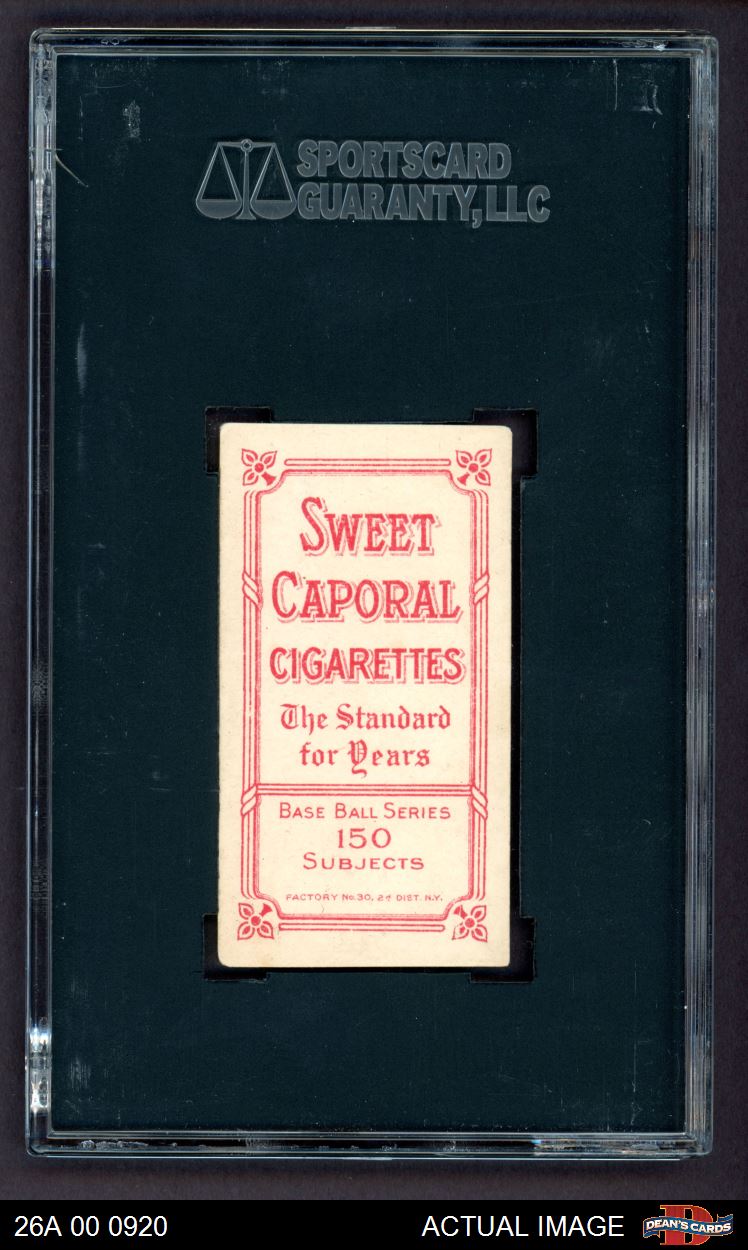 SPORTSCARD
GUARANTY, LLC
SWEET
CAPORAL
CIGARETTES
The Standard
for Years
BASE BALL SERIES
150
SUBJECTS
FACTORY No. 30, 2d DIST. N.Y.
26A 00 0920
ACTUAL IMAGE
D
DEAN'S CARDS